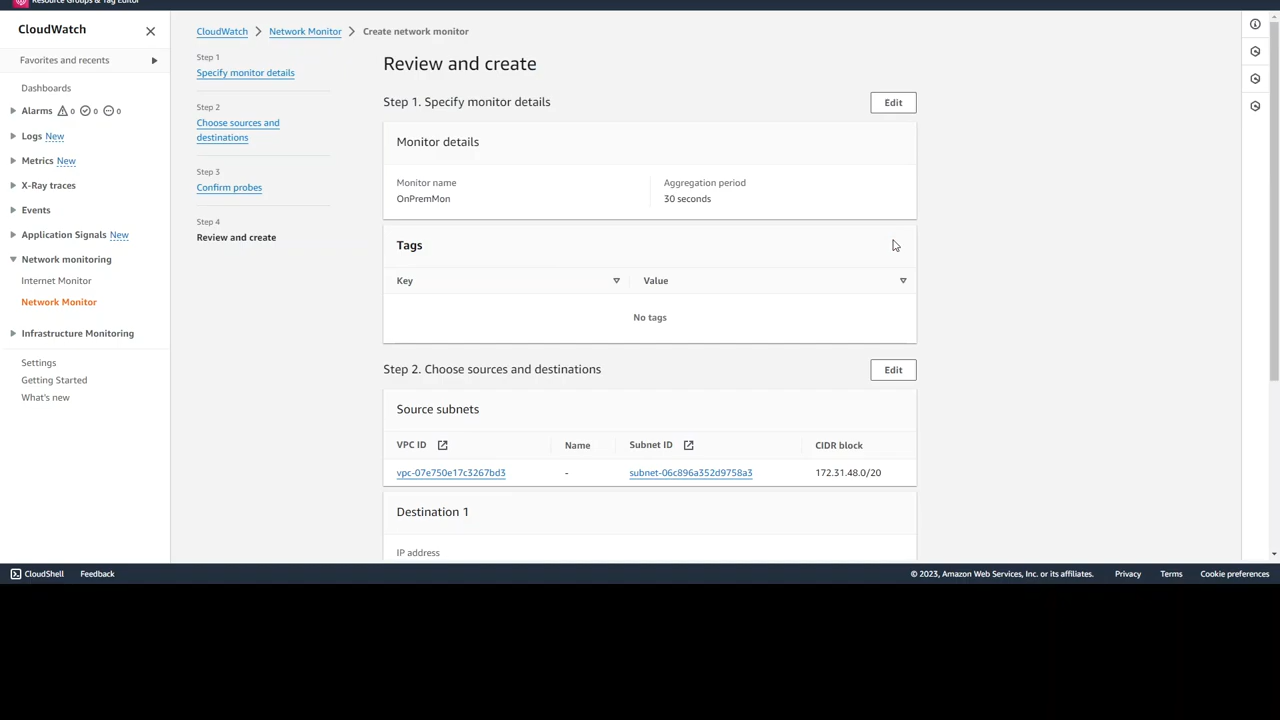 Resource Groups & Tag Editor
CloudWatch
Favorites and recents
Dashboards
Alarms 0 0 0
Logs New
Metrics New
X-Ray traces
Events
Application Signals New
Network monitoring
Internet Monitor
Network Monitor
Infrastructure Monitoring
Settings
Getting Started
What's new
CloudWatch > Network Monitor > Create network monitor
Step 1
Specify monitor details
Step 2
Choose sources and
destinations
Step 3
Confirm probes
Step 4
Review and create
Review and create
Step 1. Specify monitor details
Edit
Monitor details
Monitor name
OnPremMon
Aggregation period
30 seconds
Tags
Key
Value
No tags
Step 2. Choose sources and destinations
Edit
Source subnets
VPC ID Name Subnet ID CIDR block
vpc-07e750e17c3267bd3 - subnet-06c896a352d9758a3 172.31.48.0/20
Destination 1
IP address
CloudShell Feedback
© 2023, Amazon Web Services, Inc. or its affiliates. Privacy Terms Cookie preferences